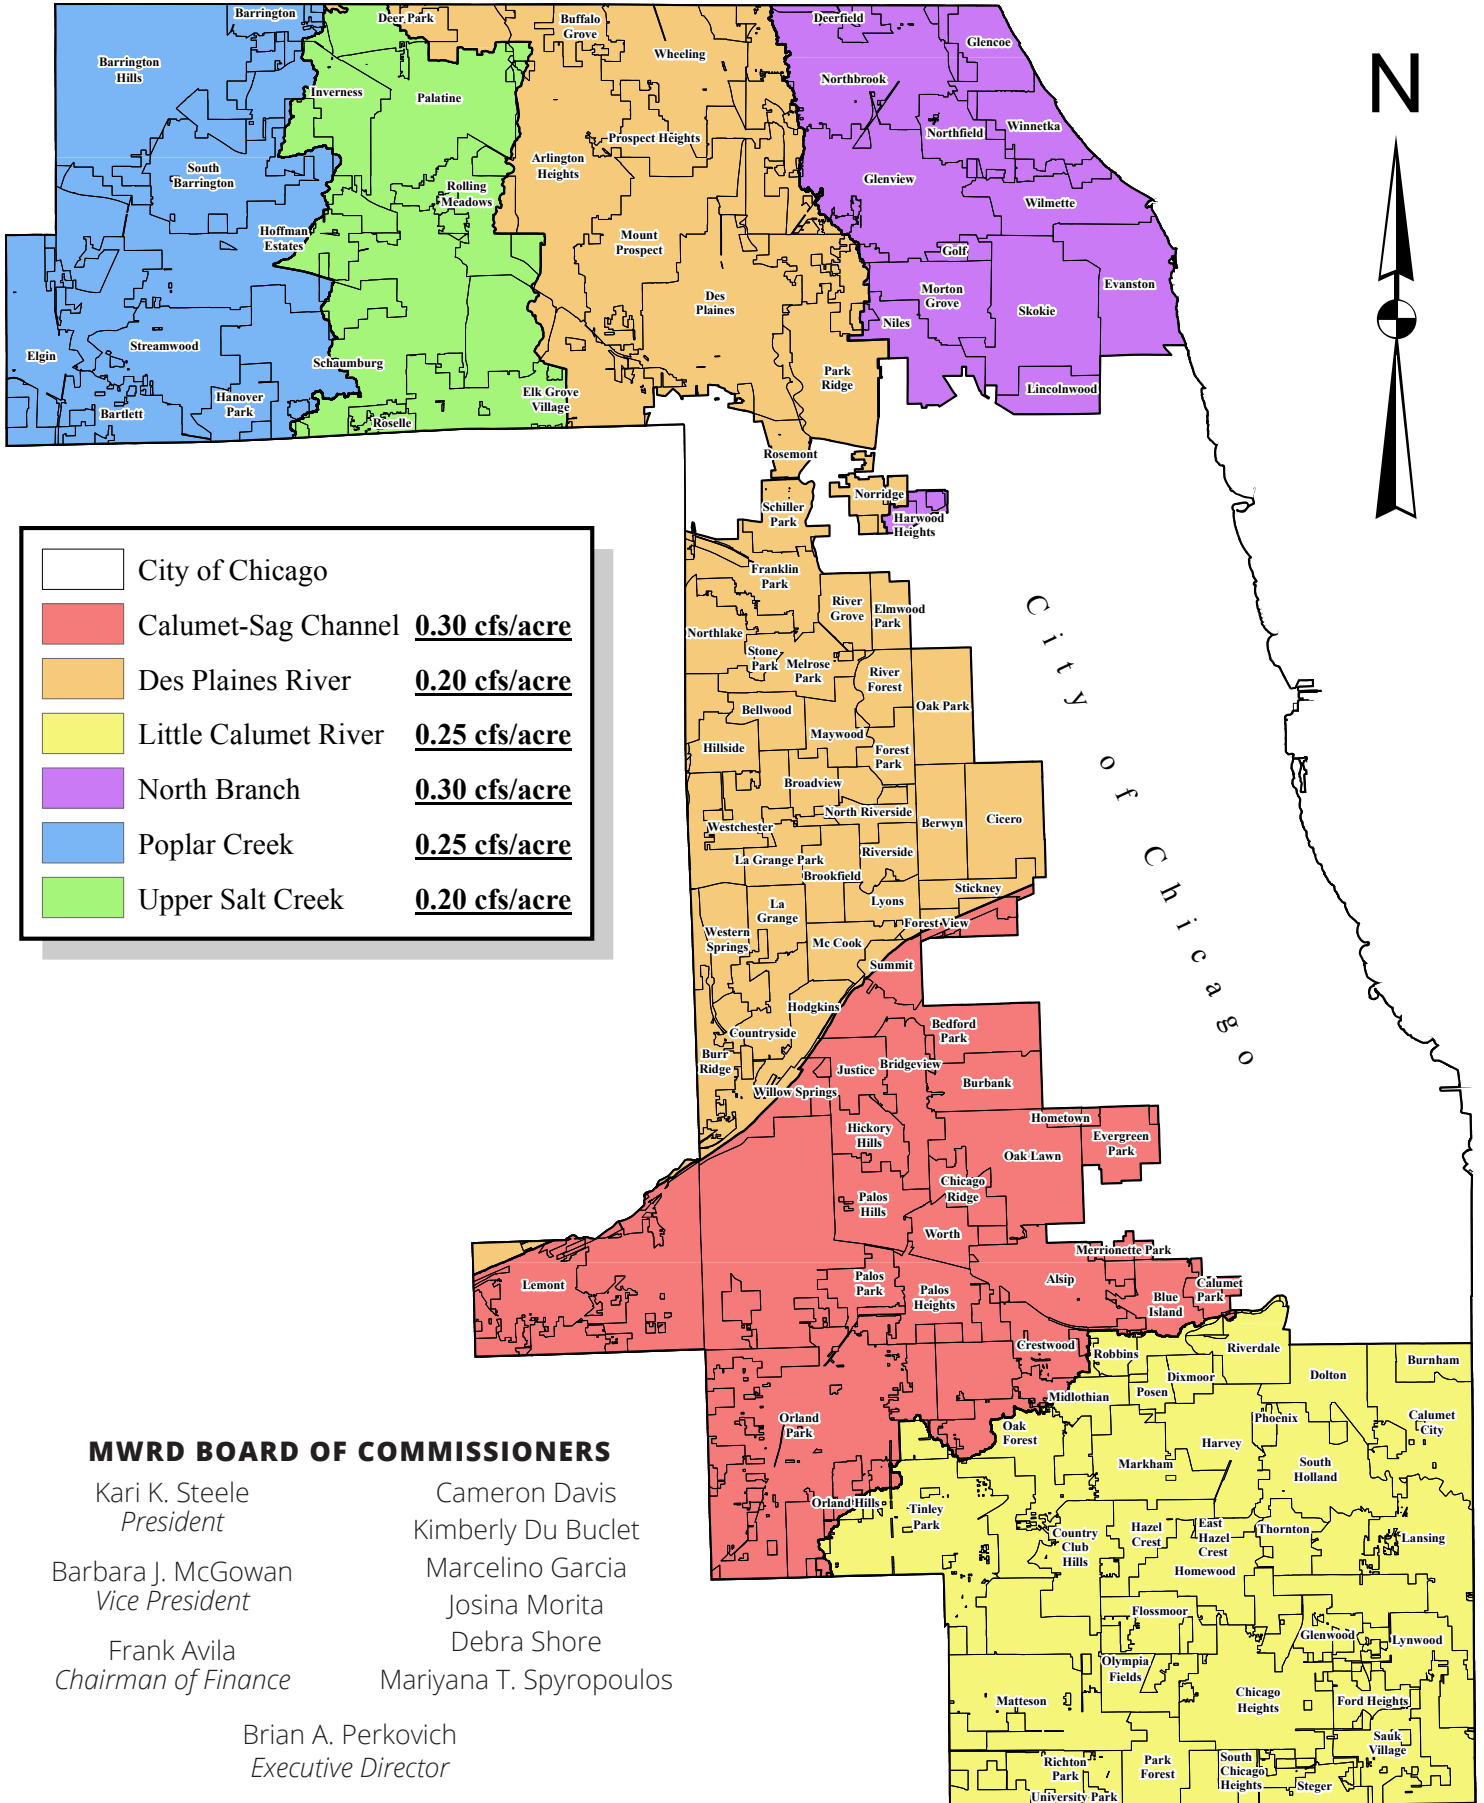 Barrington
Deer Park
Buffalo
Grove
Deerfield
Glencoe
Wheeling
Barrington
Hills
Northbrook
Inverness
Palatine
N
Northfield
Winnetka
Prospect Heights
Arlington
Heights
South
Barrington
Glenview
Rolling
Meadows
Wilmette
Hoffman
Estates
Mount
Prospect
Golf
Evanston
Morton
Grove
Des
Plaines
Skokie
Niles
Streamwood
Elgin
Schaumburg
Park
Ridge
Lincolnwood
Elk Grove
Village
Hanover
Park
Bartlett
Roselle
Rosemont
Norridge
Schiller
Park
Harwood
Heights
City of Chicago
Calumet-Sag Channel 0.30 cfs/acre
Des Plaines River 0.20 cfs/acre
Little Calumet River 0.25 cfs/acre
North Branch 0.30 cfs/acre
Poplar Creek 0.25 cfs/acre
Upper Salt Creek 0.20 cfs/acre
Franklin
Park
River
Grove
Elmwood
Park
Northlake
Stone
Park
Melrose
Park
River
Forest
Oak Park
Bellwood
Maywood
Hillside
Forest
Park
Broadview
North Riverside
Westchester
Berwyn
Cicero
La Grange Park
Riverside
Brookfield
Stickney
Lyons
La
Grange
Forest View
Western
Springs
Mc Cook
Summit
Hodgkins
Countryside
Bedford
Park
Burr
Ridge
Justice
Bridgeview
Burbank
Willow Springs
City of Chicago
Hometown
Hickory
Hills
Evergreen
Park
Oak Lawn
Chicago
Ridge
Palos
Hills
Worth
Merrionette Park
Lemont
Palos
Park
Palos
Heights
Alsip
Calumet
Park
Blue
Island
Crestwood
Robbins
Riverdale
Burnham
Dixmoor
Dolton
Midlothian
Posen
Orland
Park
Oak
Forest
Phoenix
Calumet
City
Harvey
Markham
South
Holland
Orland Hills
Tinley
Park
Country
Club
Hills
Hazel
Crest
East
Hazel
Crest
Thornton
Lansing
Homewood
Flossmoor
Glenwood
Lynwood
Olympia
Fields
Matteson
Chicago
Heights
Ford Heights
Sauk
Village
Richton
Park
Park
Forest
South
Chicago
Heights
Steger
University Park
MWRD BOARD OF COMMISSIONERS
Kari K. Steele
President
Barbara J. McGowan
Vice President
Frank Avila
Chairman of Finance
Cameron Davis
Kimberly Du Buclet
Marcelino Garcia
Josina Morita
Debra Shore
Mariyana T. Spyropoulos
Brian A. Perkovich
Executive Director